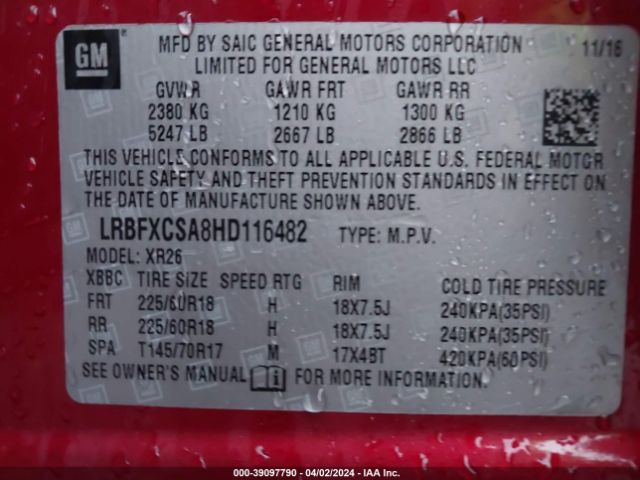 GM ®
MFD BY SAIC GENERAL MOTORS CORPORATION 11/16
LIMITED FOR GENERAL MOTORS LLC
GVWR GAWR FRT GAWR RR
2380 KG 1210 KG 1300 KG
5247 LB 2667 LB 2866 LB
THIS VEHICLE CONFORMS TO ALL APPLICABLE U.S. FEDERAL MOTOR
VEHICLE SAFETY AND THEFT PREVENTION STANDARDS IN EFFECT ON
THE DATE OF MANUFACTURE SHOWN ABOVE.
LRBFXCSA8HD116482 TYPE: M.P.V.
MODEL: XR26
XBBC TIRE SIZE SPEED RTG RIM COLD TIRE PRESSURE
FRT 225/60R18 H 18X7.5J 240KPA(35PSI)
RR 225/60R18 H 18X7.5J 240KPA(35PSI)
SPA T145/70R17 M 17X4BT 420KPA(60PSI)
SEE OWNER'S MANUAL FOR MORE INFORMATION.
000-39097790 - 04/02/2024 - IAA Inc.